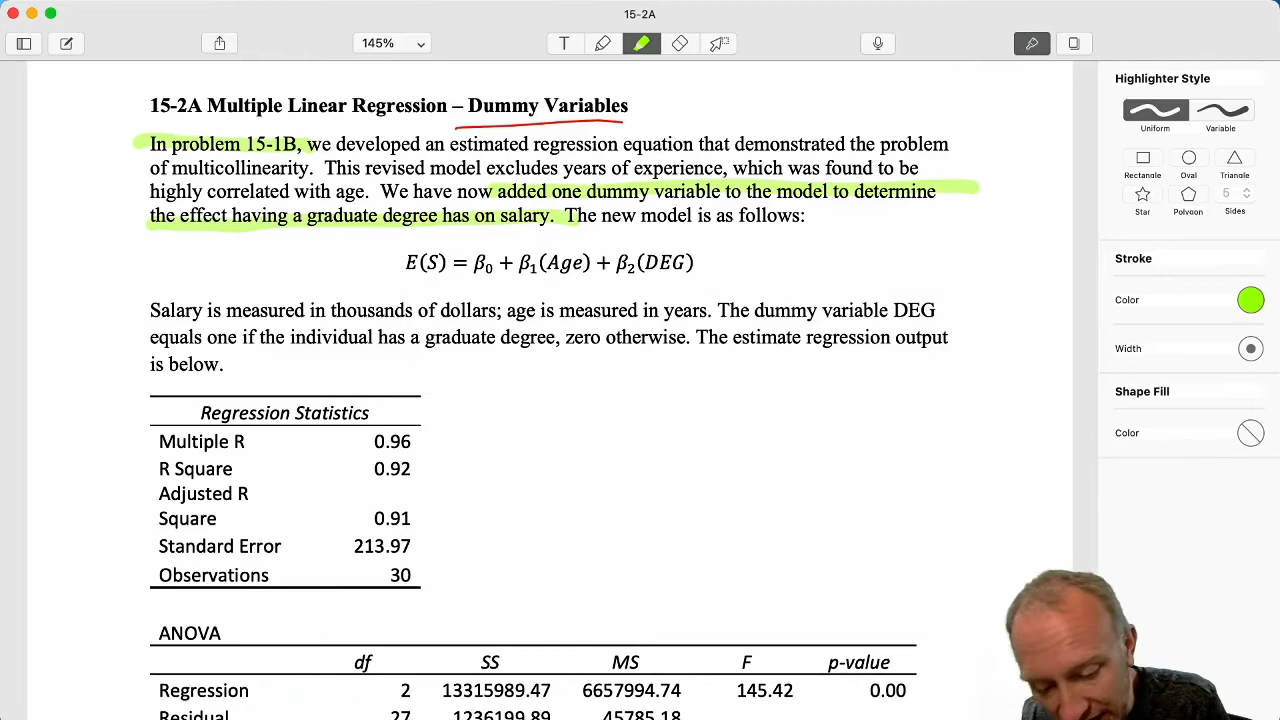 15-2A
145%
T
15-2A Multiple Linear Regression – Dummy Variables
In problem 15-1B, we developed an estimated regression equation that demonstrated the problem
of multicollinearity. This revised model excludes years of experience, which was found to be
highly correlated with age. We have now added one dummy variable to the model to determine
the effect having a graduate degree has on salary. The new model is as follows:
E(S) = β₀ + β₁(Age) + β₂(DEG)
Salary is measured in thousands of dollars; age is measured in years. The dummy variable DEG
equals one if the individual has a graduate degree, zero otherwise. The estimate regression output
is below.
Regression Statistics
Multiple R 0.96
R Square 0.92
Adjusted R
Square 0.91
Standard Error 213.97
Observations 30
ANOVA
df SS MS F p-value
Regression 2 13315989.47 6657994.74 145.42 0.00
Residual 27 1236199.89 45785.18
Highlighter Style
Uniform Variable
Rectangle Oval Triangle
5
Star Polygon Sides
Stroke
Color
Width
Shape Fill
Color